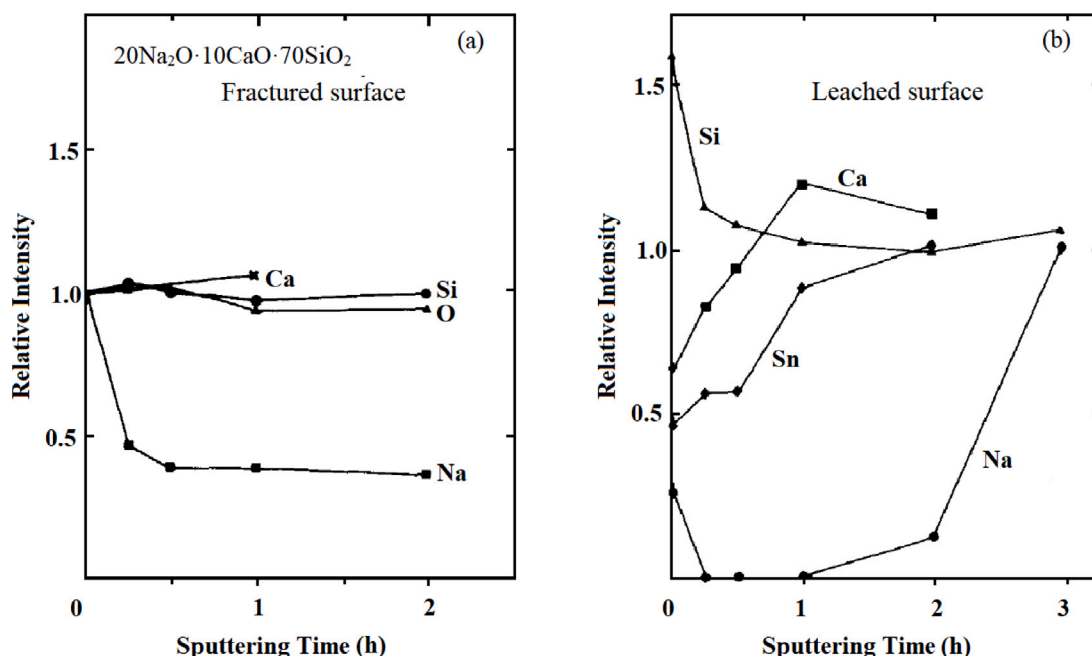 (a)
20Na₂O·10CaO·70SiO₂
Fractured surface
1.5
1.0
0.5
Ca
Si
O
Na
Relative Intensity
0
1
2
Sputtering Time (h)
(b)
Leached surface
1.5
1.0
0.5
Si
Ca
Sn
Na
Relative Intensity
0
1
2
3
Sputtering Time (h)